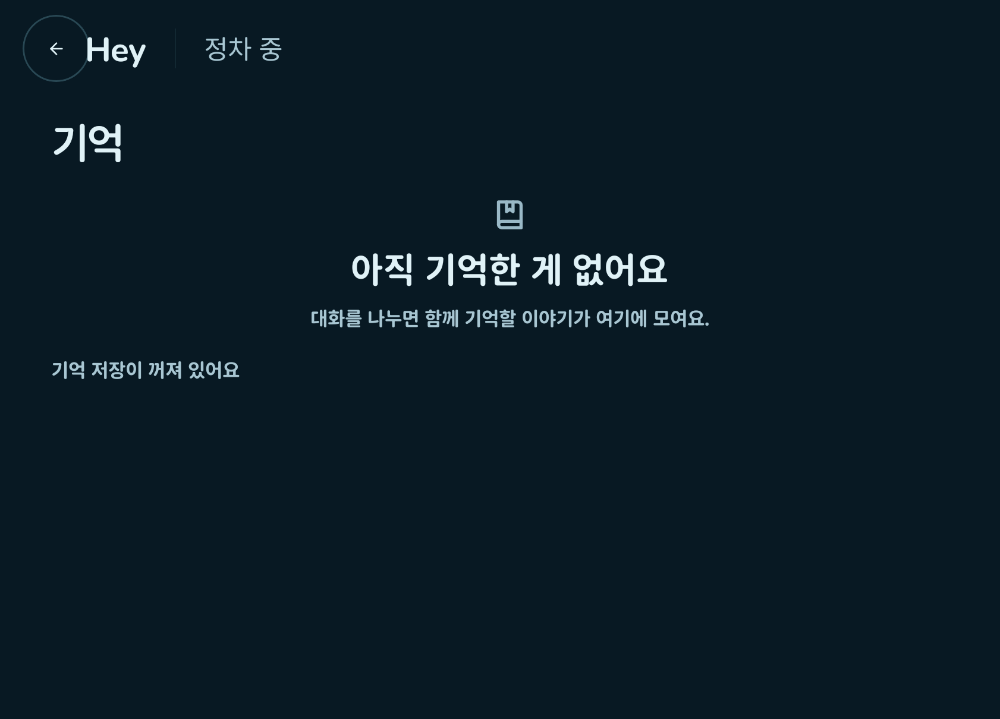 Hey 정차 중
기억
아직 기억한 게 없어요
대화를 나누면 함께 기억할 이야기가 여기에 모여요.
기억 저장이 꺼져 있어요